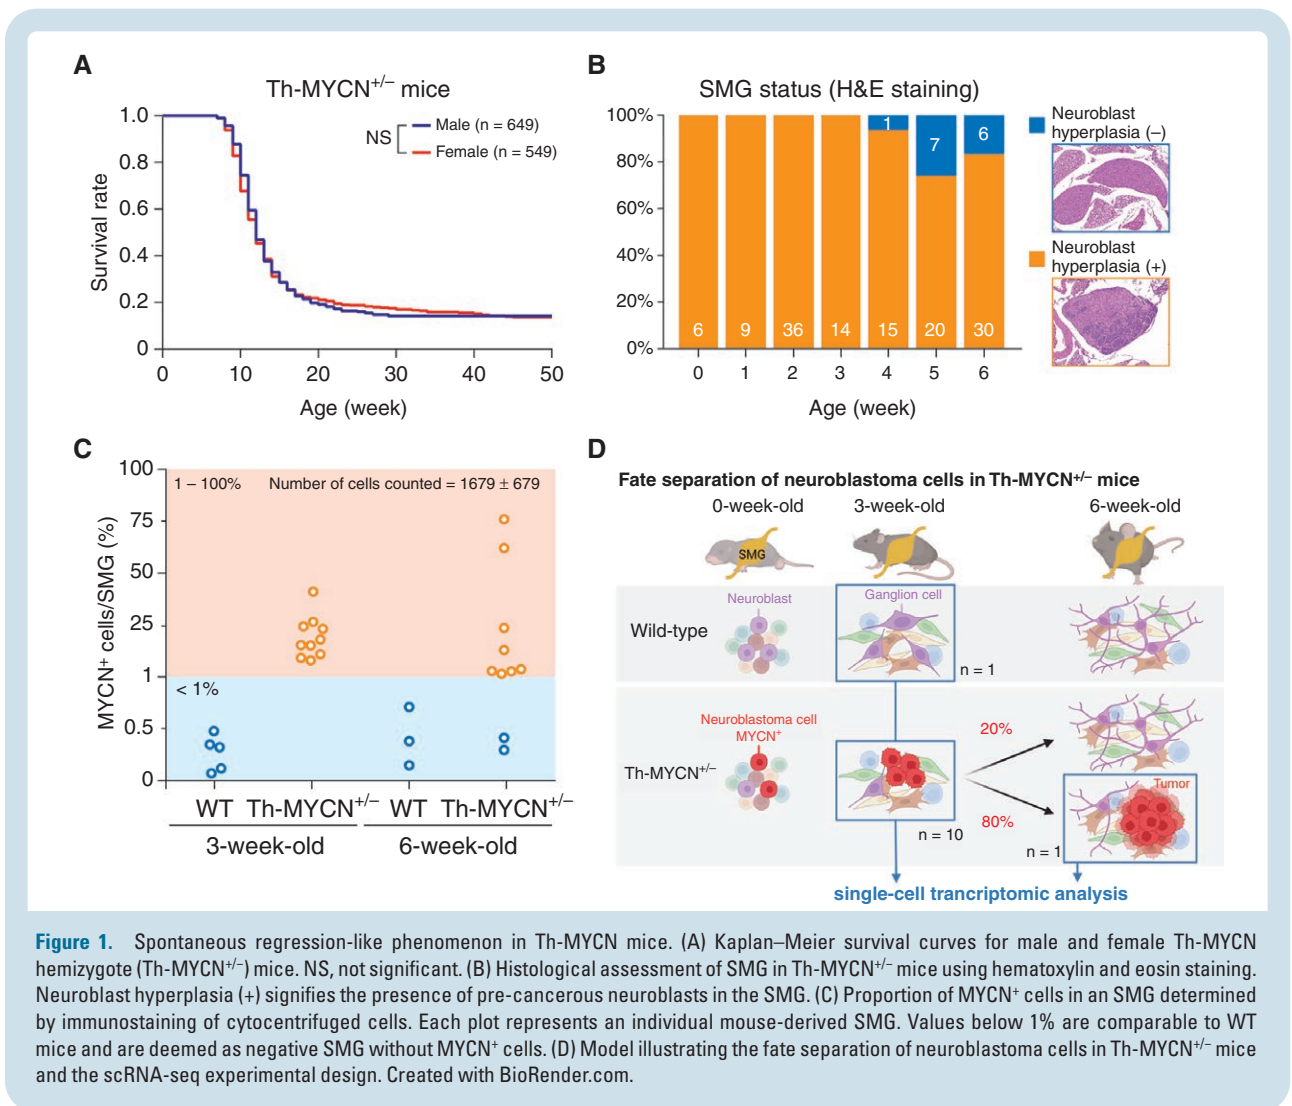 A
Th-MYCN+/− mice
Survival rate
1.0
0.8
0.6
0.4
0.2
0
NS
Male (n = 649)
Female (n = 549)
0 10 20 30 40 50
Age (week)
B
SMG status (H&E staining)
100%
80%
60%
40%
20%
0%
1 7 6
6 9 36 14 15 20 30
0 1 2 3 4 5 6
Age (week)
Neuroblast
hyperplasia (–)
Neuroblast
hyperplasia (+)
C
MYCN+ cells/SMG (%)
100
75
50
25
1
0.5
0
1 – 100% Number of cells counted = 1679 ± 679
< 1%
WT Th-MYCN+/− WT Th-MYCN+/−
3-week-old 6-week-old
D
Fate separation of neuroblastoma cells in Th-MYCN+/− mice
0-week-old 3-week-old 6-week-old
SMG
Wild-type
Neuroblast
Ganglion cell
n = 1
Th-MYCN+/−
Neuroblastoma cell
MYCN+
20%
80%
Tumor
n = 10
n = 1
single-cell trancriptomic analysis
Figure 1. Spontaneous regression-like phenomenon in Th-MYCN mice. (A) Kaplan–Meier survival curves for male and female Th-MYCN
hemizygote (Th-MYCN+/−) mice. NS, not significant. (B) Histological assessment of SMG in Th-MYCN+/− mice using hematoxylin and eosin staining.
Neuroblast hyperplasia (+) signifies the presence of pre-cancerous neuroblasts in the SMG. (C) Proportion of MYCN+ cells in an SMG determined
by immunostaining of cytocentrifuged cells. Each plot represents an individual mouse-derived SMG. Values below 1% are comparable to WT
mice and are deemed as negative SMG without MYCN+ cells. (D) Model illustrating the fate separation of neuroblastoma cells in Th-MYCN+/− mice
and the scRNA-seq experimental design. Created with BioRender.com.